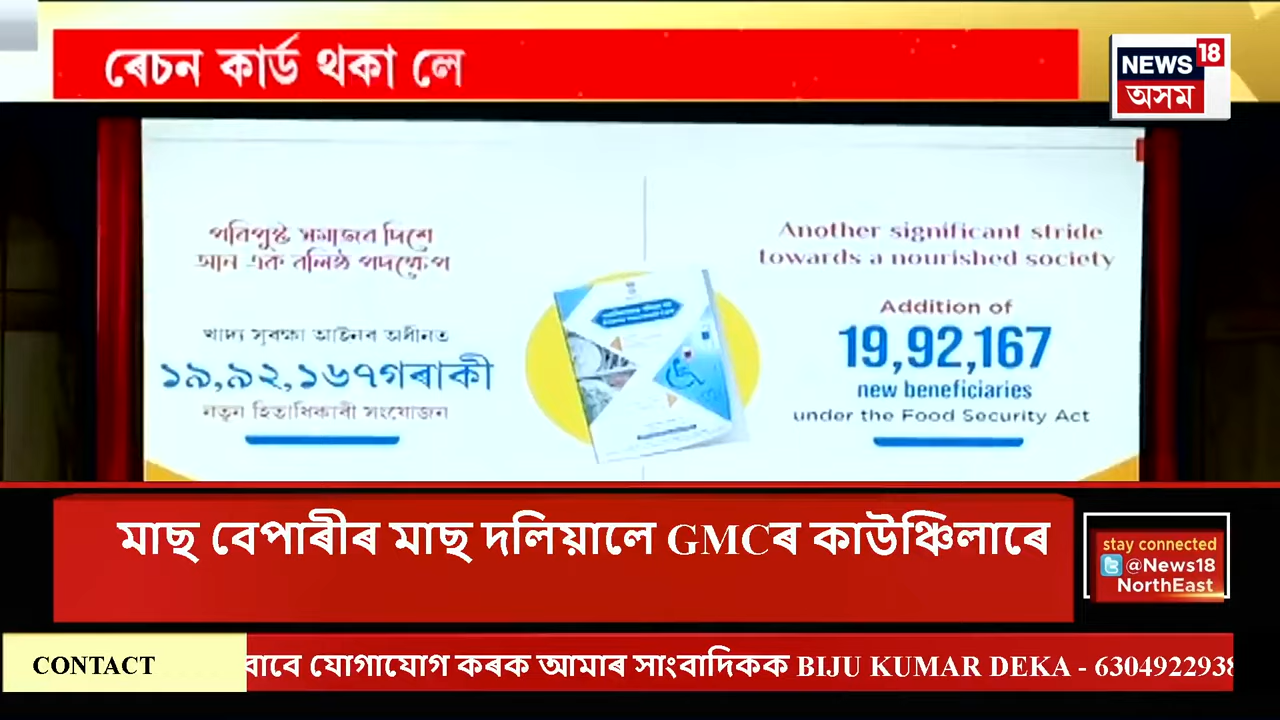 ৰেচন কাৰ্ড থকা লে
NEWS 18
অসম
পৰিপুষ্ট সমাজৰ দিশে
আন এক বলিষ্ঠ পদক্ষেপ
খাদ্য সুৰক্ষা আইনৰ অধীনত
১৯,৯২,১৬৭গৰাকী
নতুন হিতাধিকাৰী সংযোজন
Another significant stride
towards a nourished society
Addition of
19,92,167
new beneficiaries
under the Food Security Act
মাছ বেপাৰীৰ মাছ দলিয়ালে GMCৰ কাউঞ্চিলাৰে
stay connected
@News18
NorthEast
CONTACT
বাবে যোগাযোগ কৰক আমাৰ সাংবাদিকক BIJU KUMAR DEKA - 6304922938